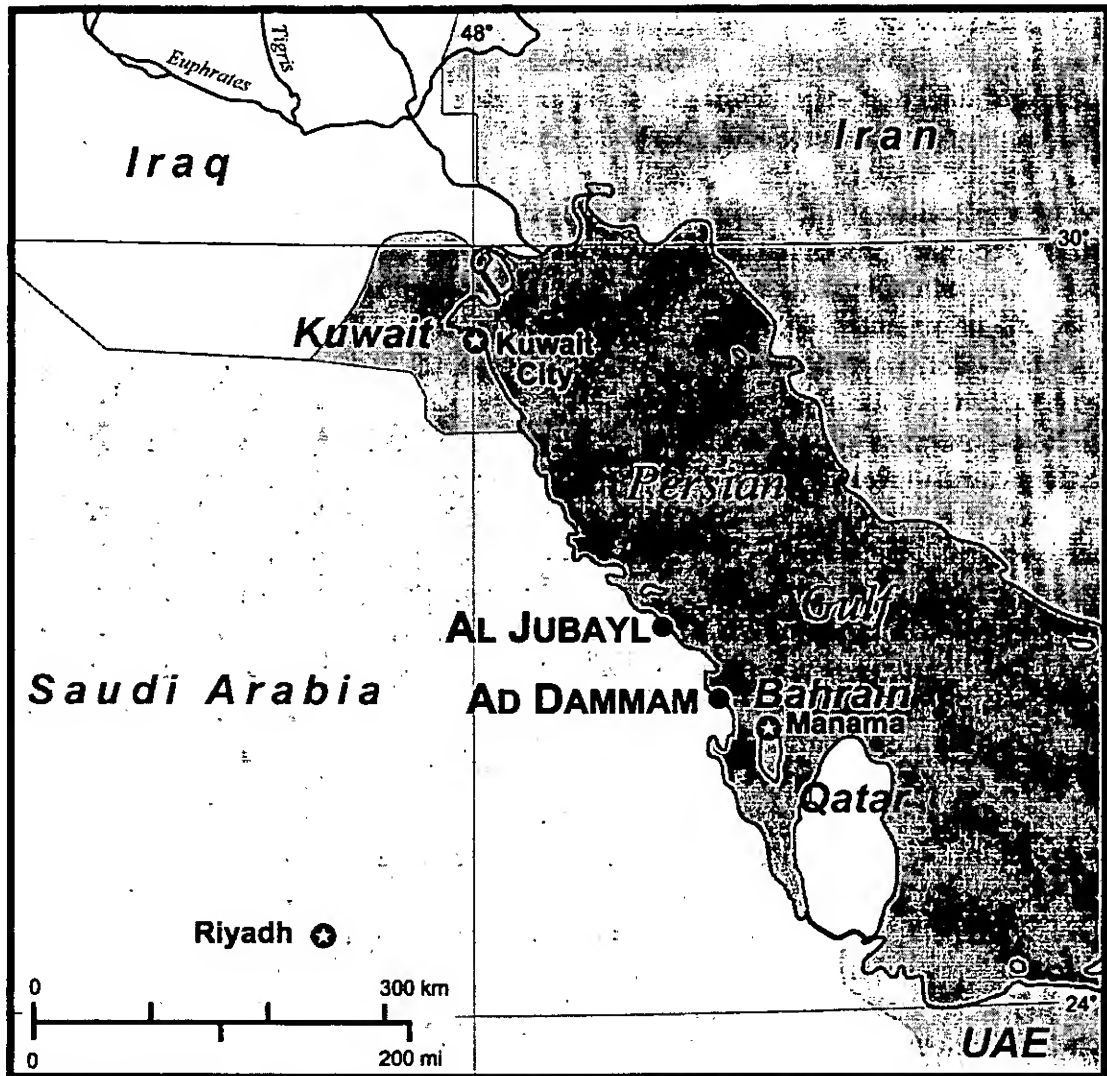 48°
Tigris
Euphrates
Iran
Iraq
30°
Kuwait
Kuwait
City
Persian
Gulf
AL JUBAYL
Saudi Arabia
AD DAMMAM
Bahrain
Manama
Qatar
Riyadh
0 300 km
24°
0 200 mi
UAE